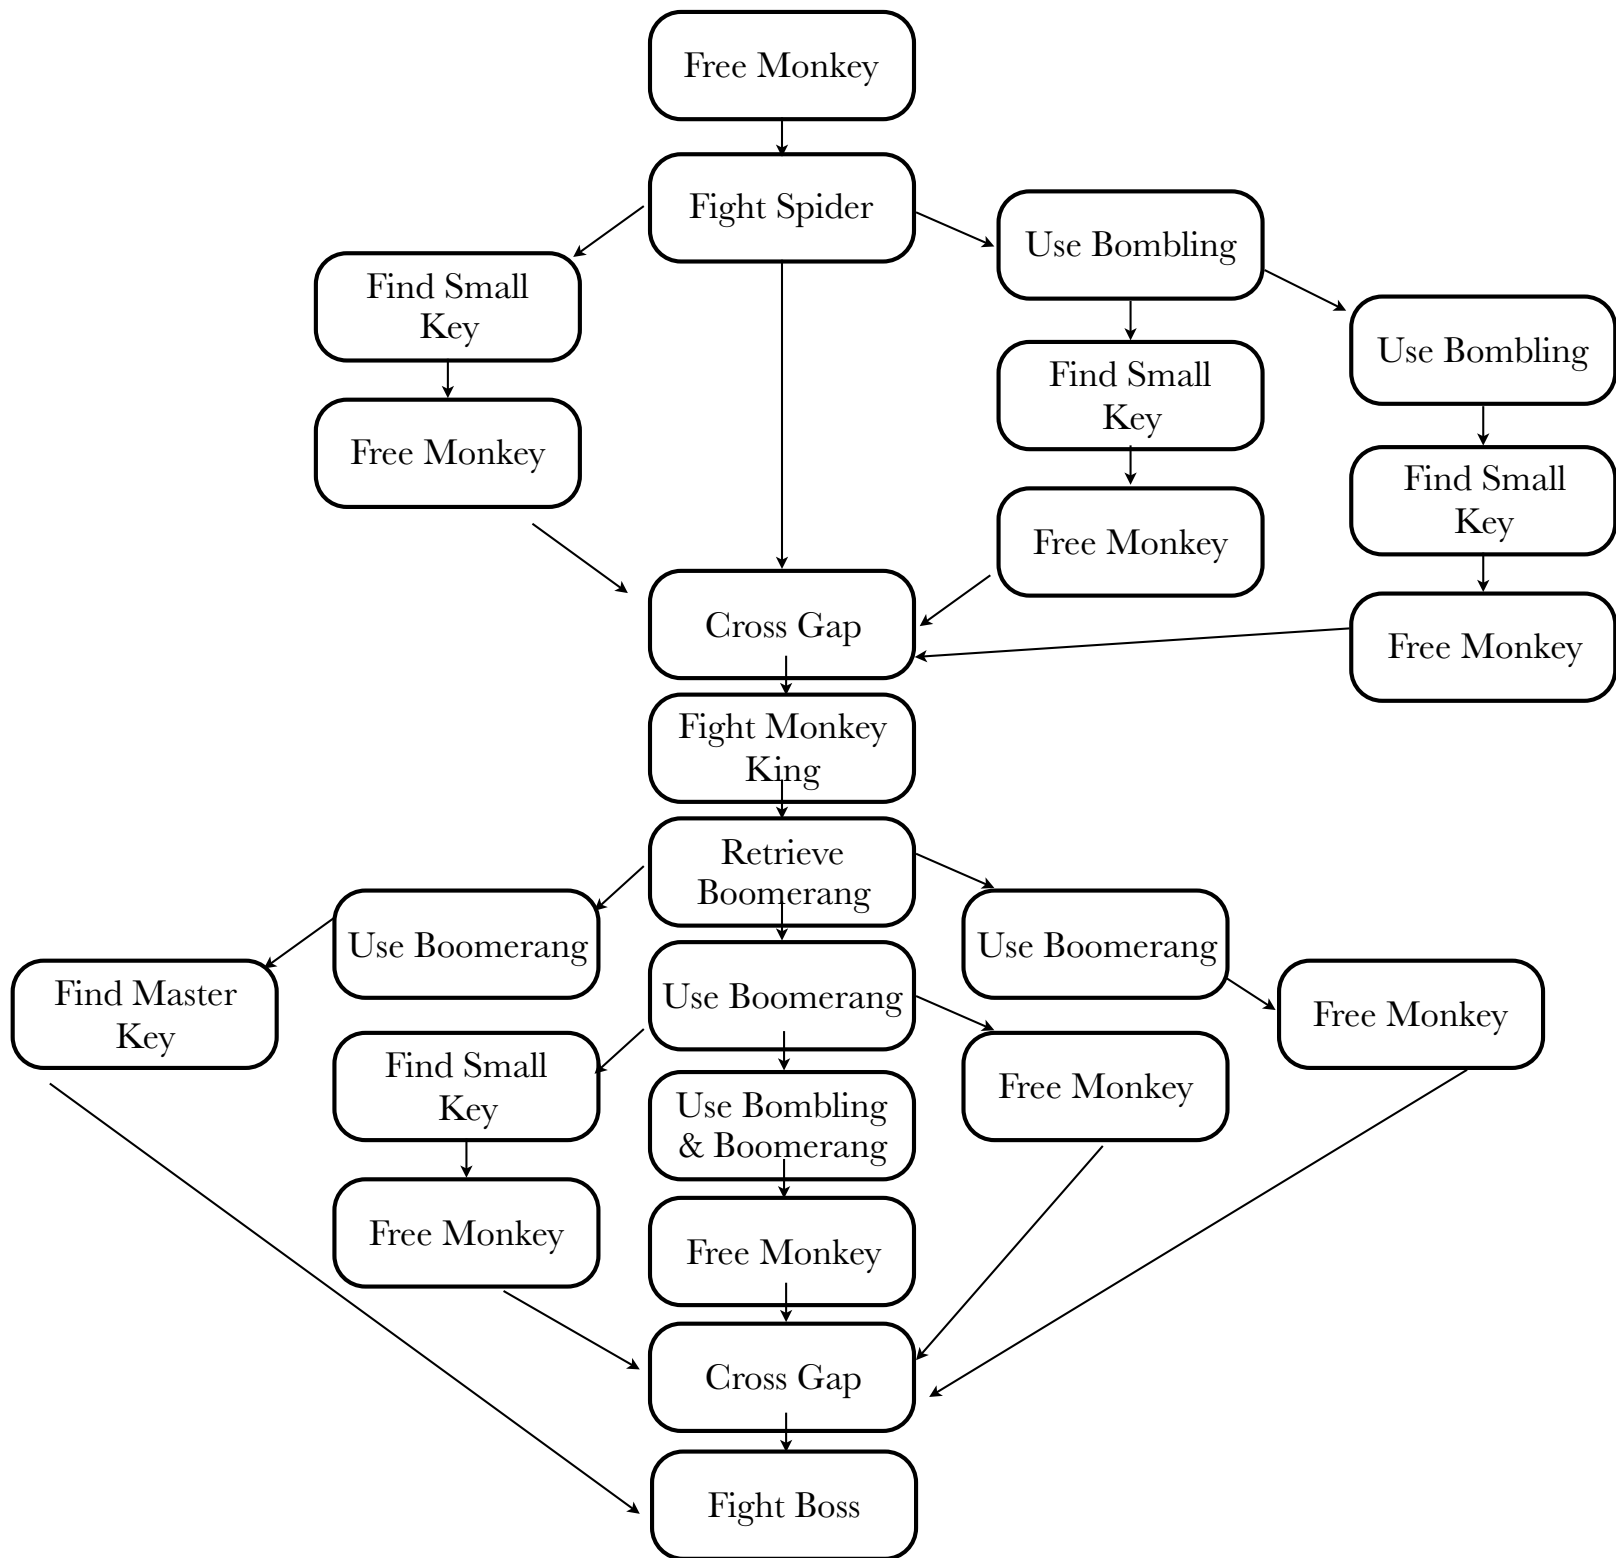 Free Monkey
Fight Spider
Use Bombling
Find Small
Key
Use Bombling
Find Small
Key
Free Monkey
Find Small
Key
Free Monkey
Cross Gap
Free Monkey
Fight Monkey
King
Retrieve
Boomerang
Use Boomerang
Use Boomerang
Use Boomerang
Find Master
Key
Free Monkey
Find Small
Key
Free Monkey
Use Bombling
& Boomerang
Free Monkey
Free Monkey
Cross Gap
Fight Boss